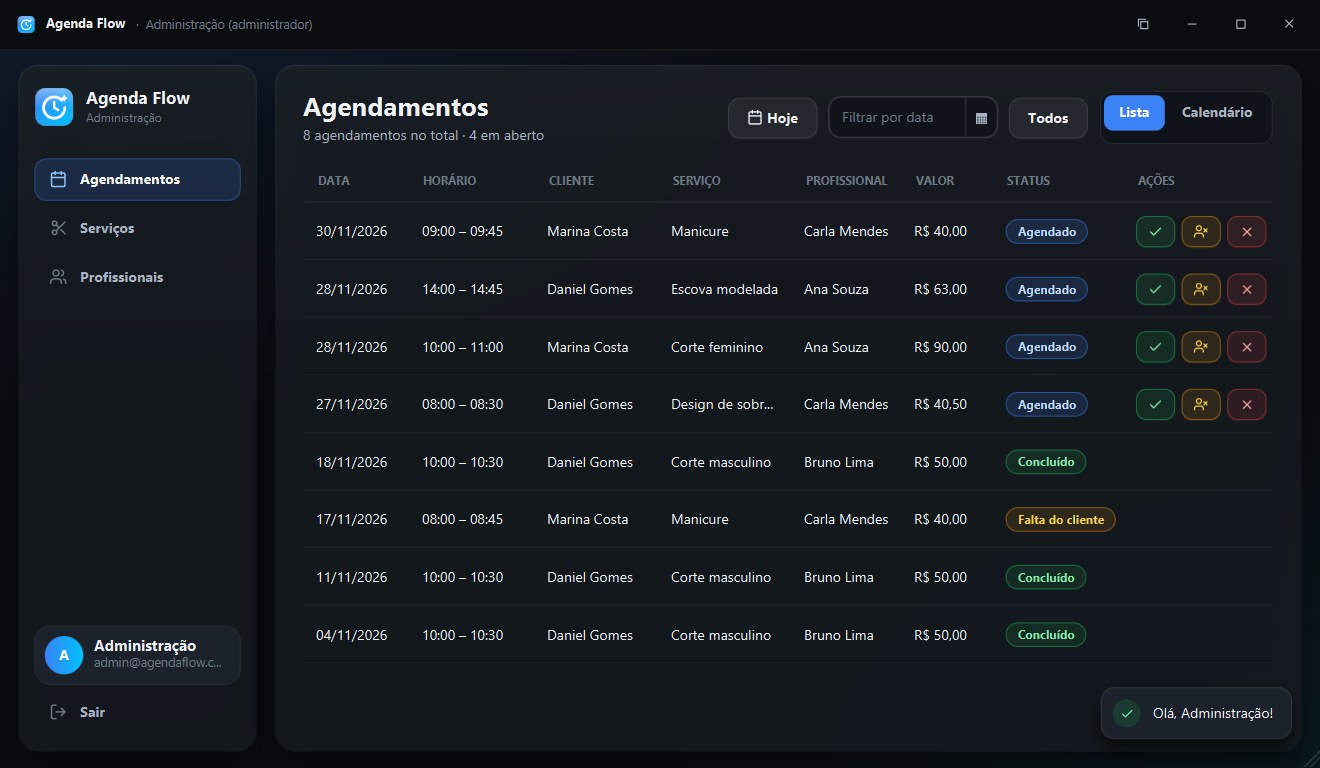 Agenda Flow · Administração (administrador)
Agenda Flow
Administração
Agendamentos
Serviços
Profissionais
Administração
admin@agendaflow.c...
Sair
Agendamentos
8 agendamentos no total · 4 em aberto
Hoje
Filtrar por data
Todos
Lista
Calendário
DATA HORÁRIO CLIENTE SERVIÇO PROFISSIONAL VALOR STATUS AÇÕES
30/11/2026 09:00 – 09:45 Marina Costa Manicure Carla Mendes R$ 40,00 Agendado
28/11/2026 14:00 – 14:45 Daniel Gomes Escova modelada Ana Souza R$ 63,00 Agendado
28/11/2026 10:00 – 11:00 Marina Costa Corte feminino Ana Souza R$ 90,00 Agendado
27/11/2026 08:00 – 08:30 Daniel Gomes Design de sobr... Carla Mendes R$ 40,50 Agendado
18/11/2026 10:00 – 10:30 Daniel Gomes Corte masculino Bruno Lima R$ 50,00 Concluído
17/11/2026 08:00 – 08:45 Marina Costa Manicure Carla Mendes R$ 40,00 Falta do cliente
11/11/2026 10:00 – 10:30 Daniel Gomes Corte masculino Bruno Lima R$ 50,00 Concluído
04/11/2026 10:00 – 10:30 Daniel Gomes Corte masculino Bruno Lima R$ 50,00 Concluído
A
Olá, Administração!